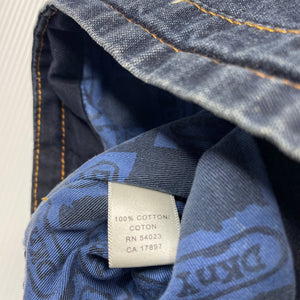 100% COTTON/
COTON
RN 54023
CA 17897
DKNY